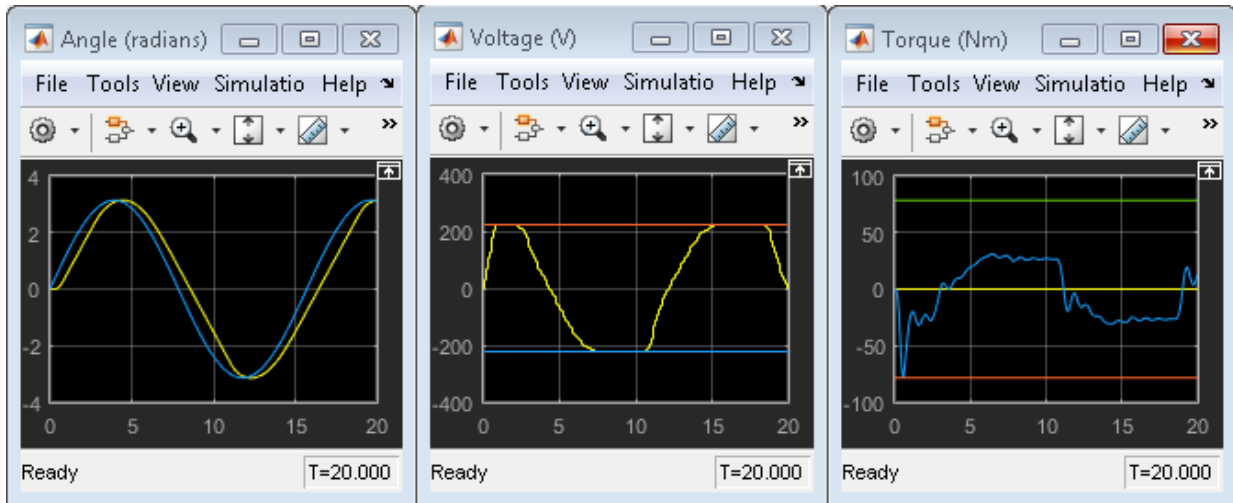 Angle (radians)
File Tools View Simulatio Help
»
4
2
0
-2
-4
0 5 10 15 20
Ready T=20.000
Voltage (V)
File Tools View Simulatio Help
»
400
200
0
-200
-400
0 5 10 15 20
Ready T=20.000
Torque (Nm)
File Tools View Simulatio Help
»
100
50
0
-50
-100
0 5 10 15 20
Ready T=20.000